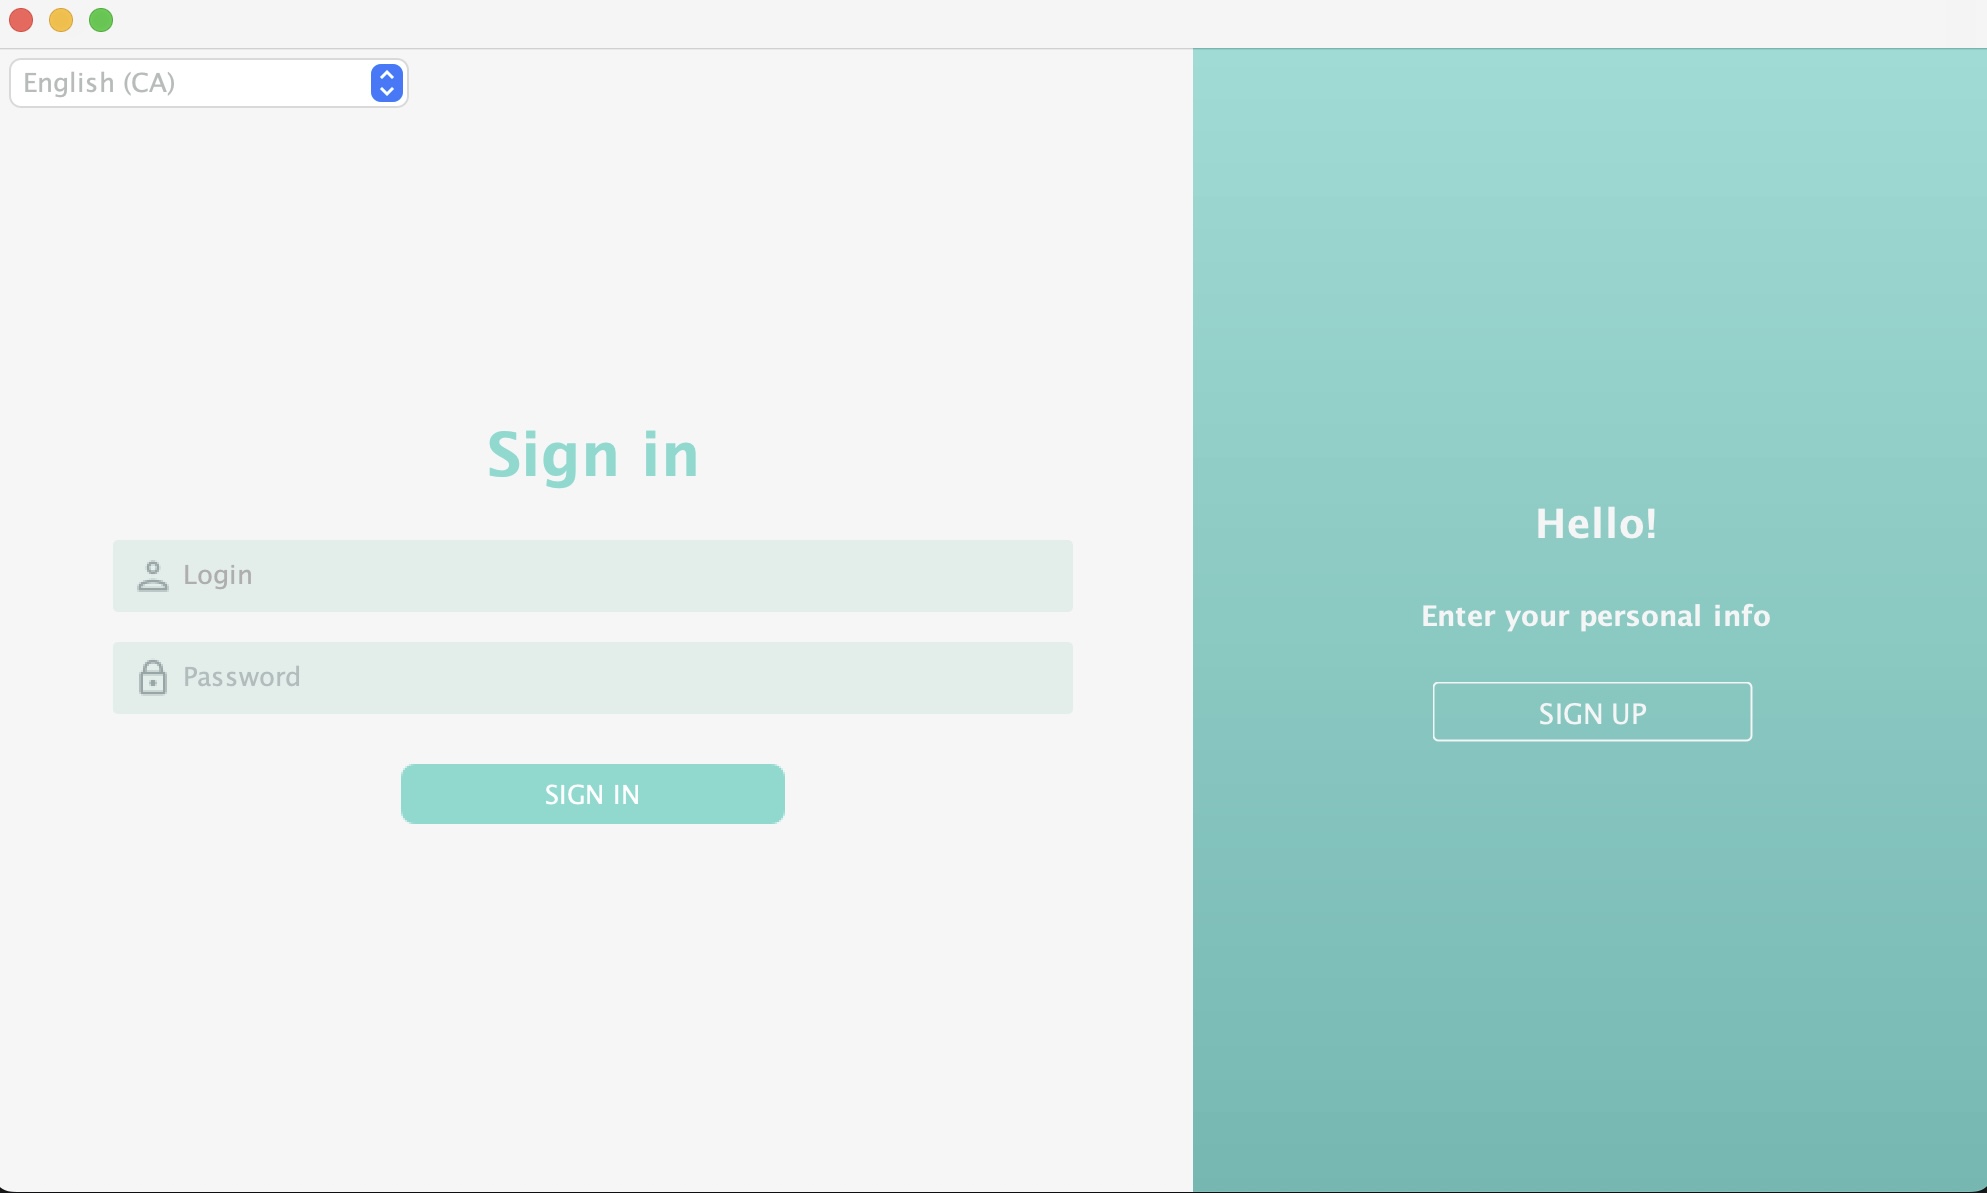 English (CA)
Sign in
Login
Password
SIGN IN
Hello!
Enter your personal info
SIGN UP